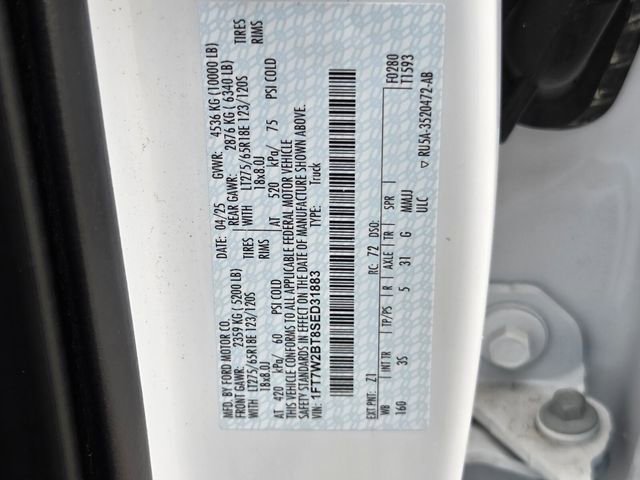 MFD. BY FORD MOTOR CO.
DATE: 04/25 GVWR: 4536 KG (10000 LB)
FRONT GAWR: 2359 KG (5200 LB) REAR GAWR: 2876 KG (6340 LB)
WITH LT275/65R18E 123/120S TIRES WITH LT275/65R18E 123/120S TIRES
18x8.0J RIMS 18x8.0J RIMS
AT 420 kPa/ 60 PSI COLD AT 520 kPa/ 75 PSI COLD
THIS VEHICLE CONFORMS TO ALL APPLICABLE FEDERAL MOTOR VEHICLE
SAFETY STANDARDS IN EFFECT ON THE DATE OF MANUFACTURE SHOWN ABOVE.
VIN: 1FT7W2BT8SED31883 TYPE: Truck
F0280
T1593
EXT PNT: Z1 RC: 72 DSO:
WB INT TR TP/PS R AXLE TR SPR
160 3S 5 31 G MMJJ
ULC
RU5A-3520472-AB